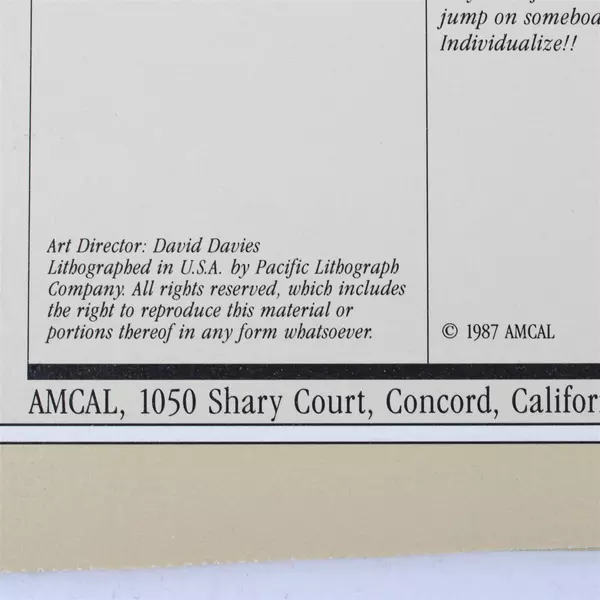 jump on
Individualize!!
Art Director: David Davies
Lithographed in U.S.A. by Pacific Lithograph
Company. All rights reserved, which includes
the right to reproduce this material or
portions thereof in any form whatsoever.
© 1987 AMCAL
AMCAL, 1050 Shary Court, Concord,